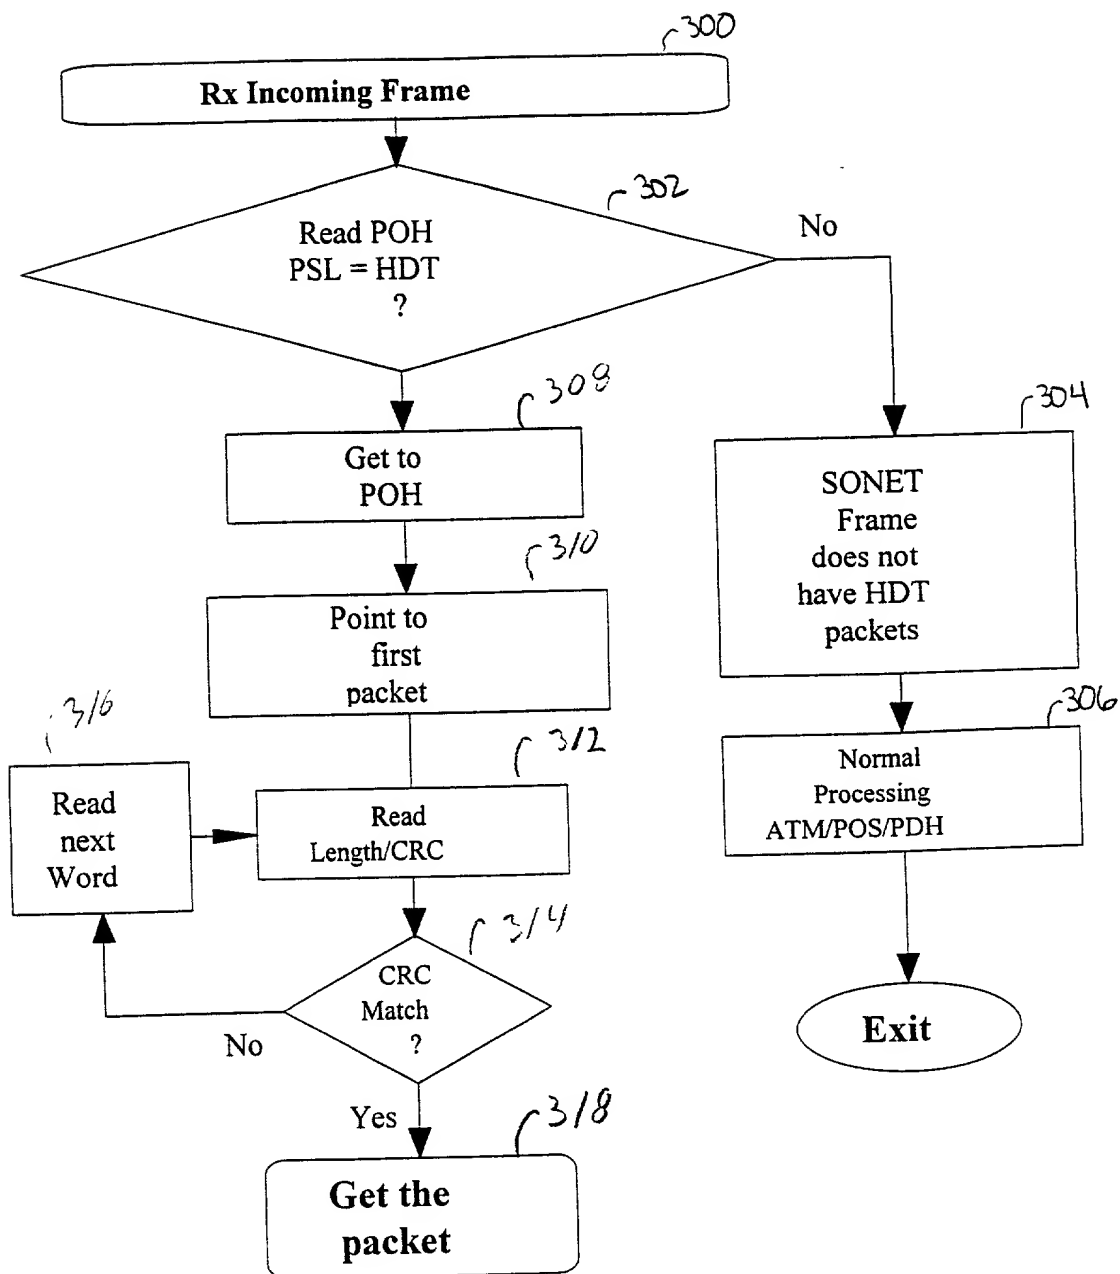 300
Rx Incoming Frame
302
Read POH
PSL = HDT
?
No
308
Get to
POH
304
SONET
Frame
does not
have HDT
packets
310
Point to
first
packet
306
Normal
Processing
ATM/POS/PDH
316
Read
next
Word
312
Read
Length/CRC
314
CRC
Match
?
No
Yes
Exit
318
Get the
packet